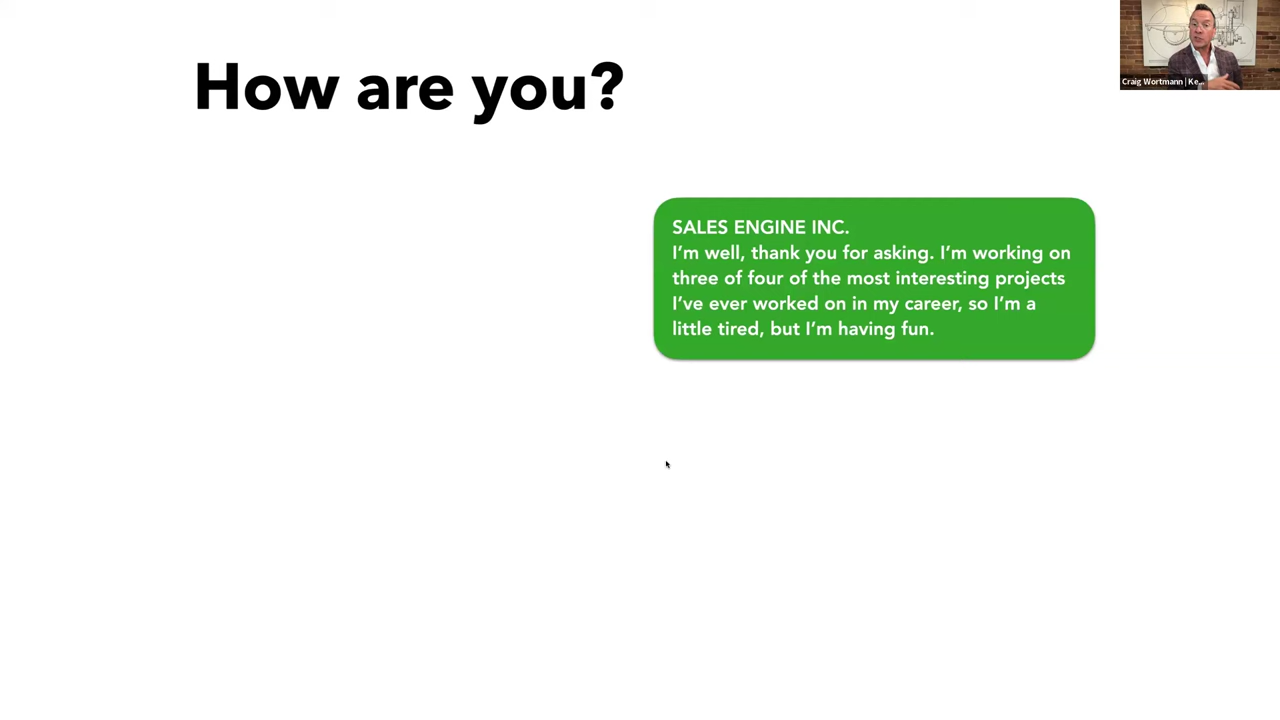 How are you?
Craig Wortmann | Ke...
SALES ENGINE INC.
I'm well, thank you for asking. I'm working on
three of four of the most interesting projects
I've ever worked on in my career, so I'm a
little tired, but I'm having fun.